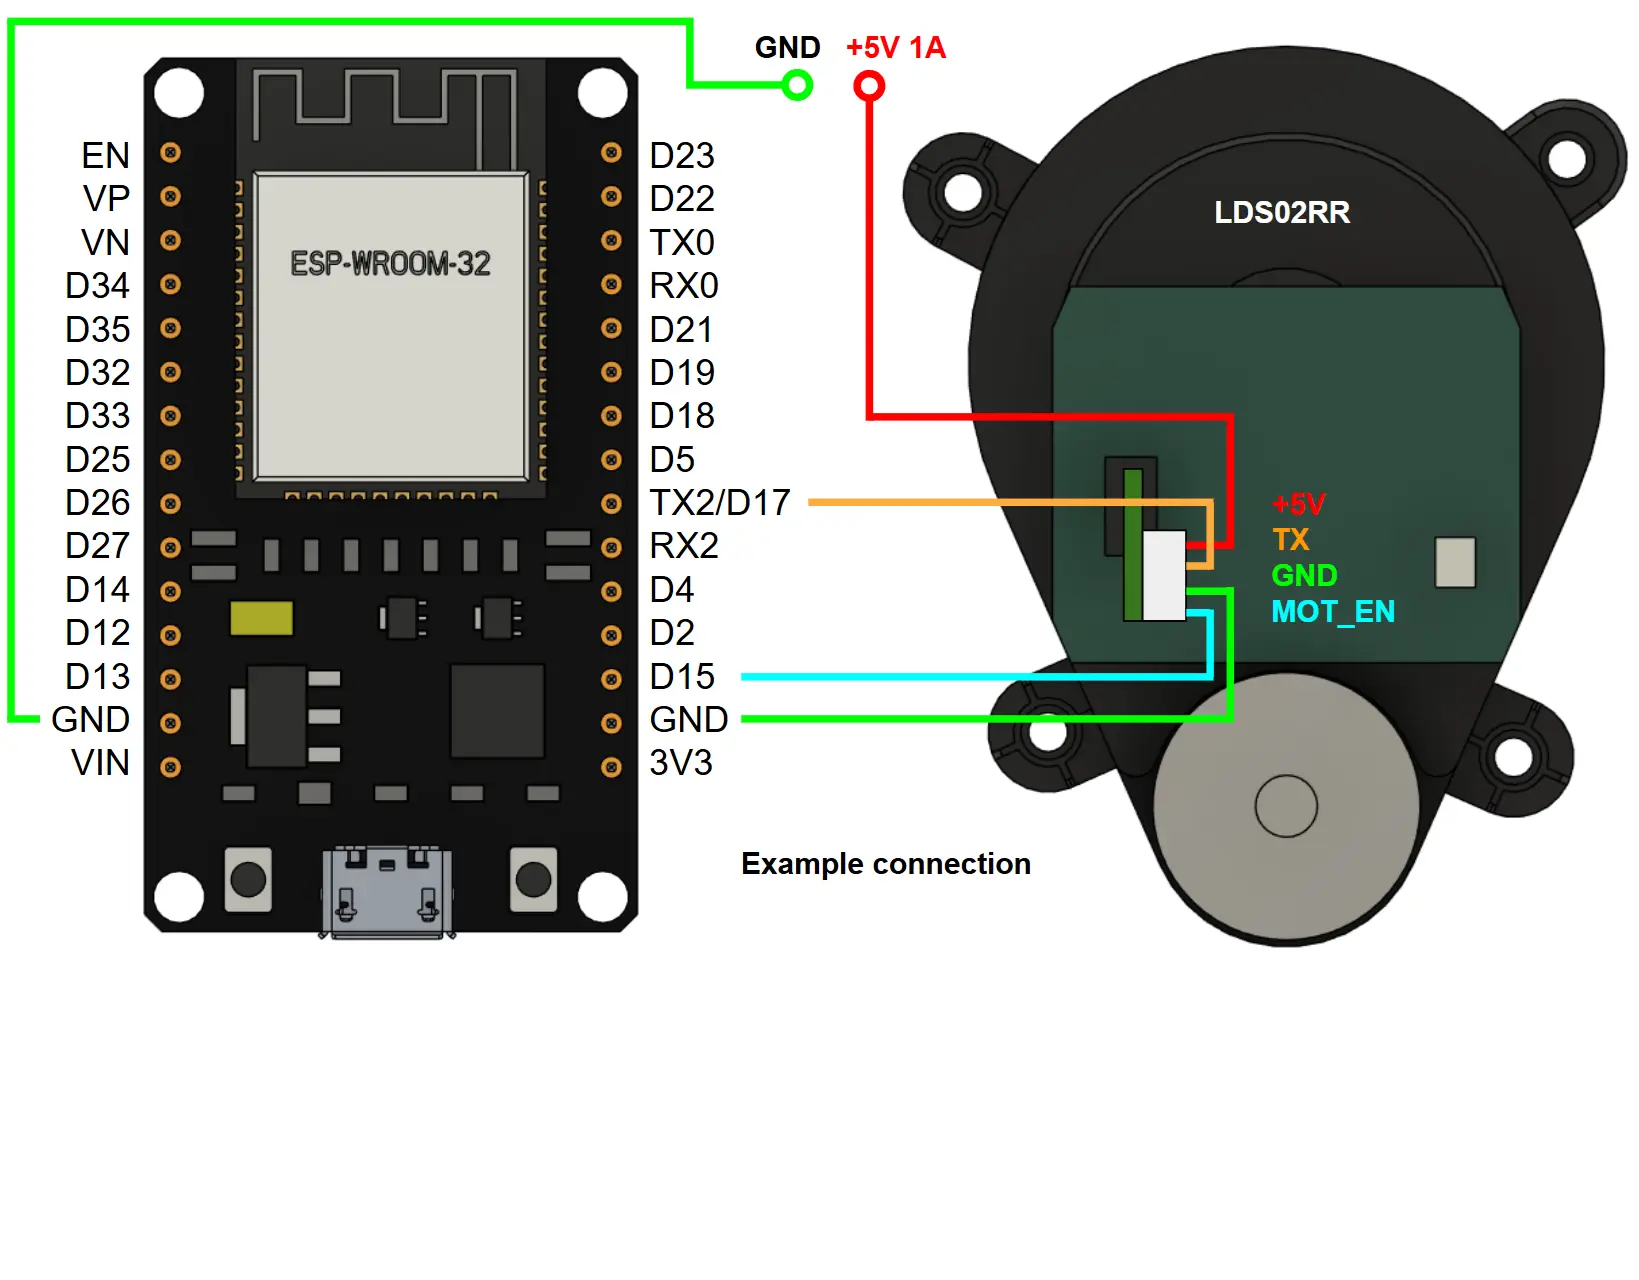 GND +5V 1A
LDS02RR
ESP-WROOM-32
EN
VP
VN
D34
D35
D32
D33
D25
D26
D27
D14
D12
D13
GND
VIN
D23
D22
TX0
RX0
D21
D19
D18
D5
TX2/D17
RX2
D4
D2
D15
GND
3V3
+5V
TX
GND
MOT_EN
Example connection